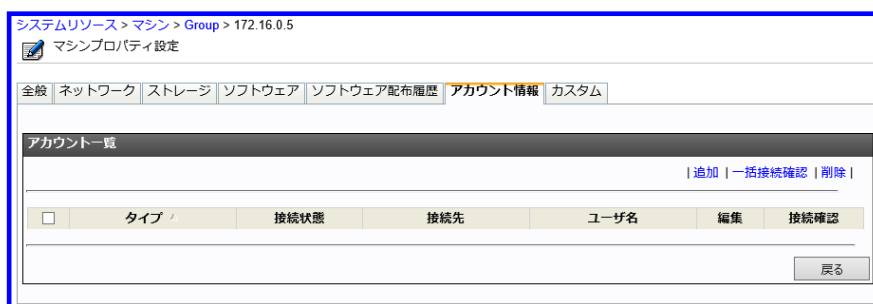 システムリソース > マシン > Group > 172.16.0.5
マシンプロパティ設定
全般 ネットワーク ストレージ ソフトウェア ソフトウェア配布履歴 アカウント情報 カスタム
アカウント一覧
| 追加 | 一括接続確認 | 削除 |
タイプ 接続状態 接続先 ユーザ名 編集 接続確認
戻る